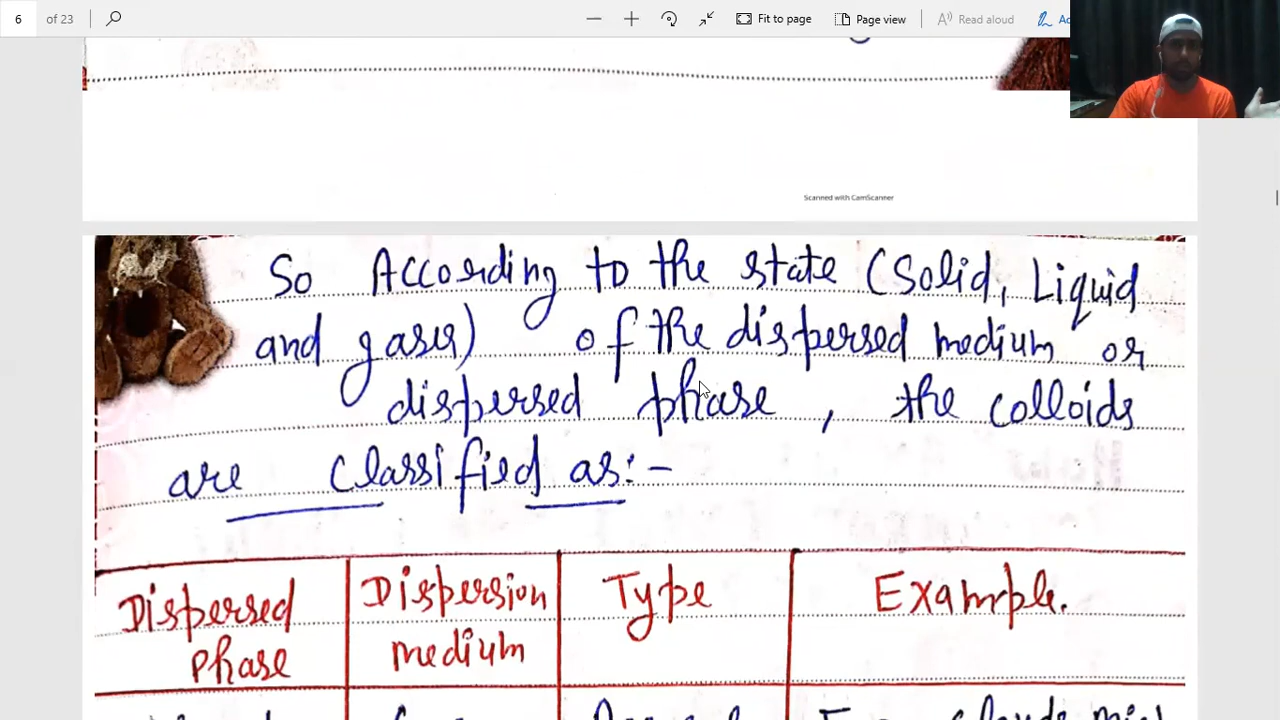 6 of 23 Fit to page Page view Read aloud
Scanned with CamScanner
So According to the state (Solid, Liquid
and gases) of the dispersed medium or
dispersed phase, the colloids
are classified as:-
Dispersed phase Dispersion medium Type Example.